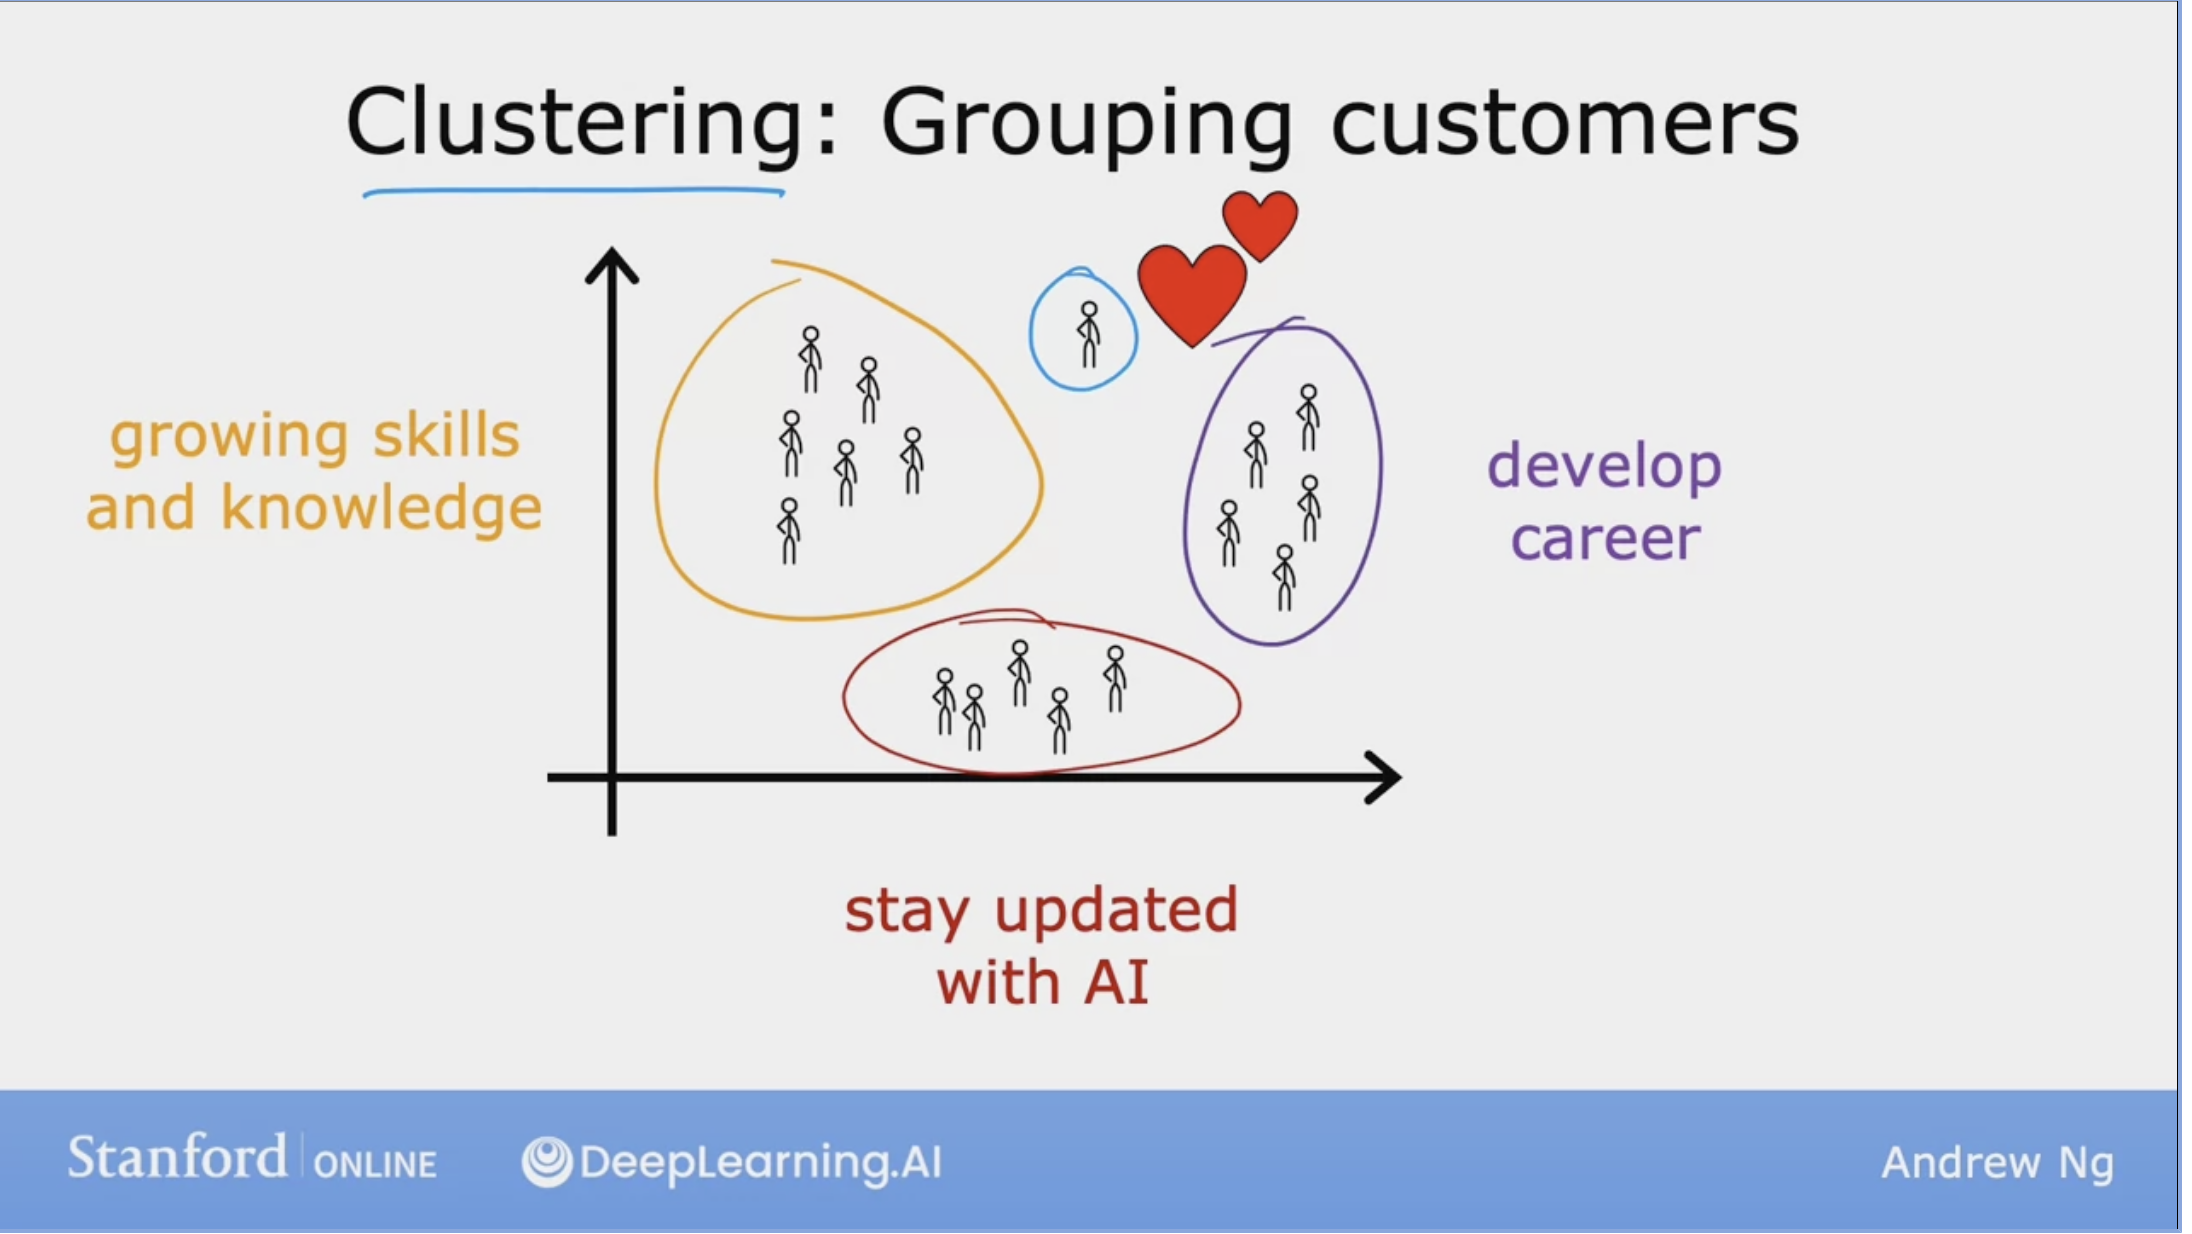 Clustering: Grouping customers
growing skills
and knowledge
develop
career
stay updated
with AI
Stanford | ONLINE
DeepLearning.AI
Andrew Ng